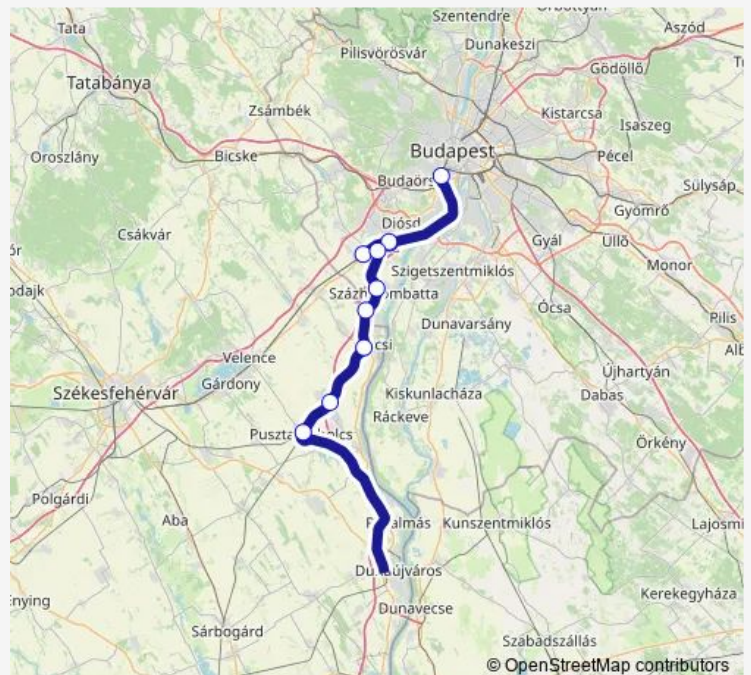 Szentendre
Tata
Aszód
Pilisvörösvár
Dunakeszi
Gödöllő
Tatabánya
Zsámbék
Kistarcsa
Isaszeg
Oroszlány
Bicske
Budapest
Pécel
Sülysáp
Gyömrő
Diósd
Csákvár
Gyál
Üllő
Monor
Szigetszentmiklós
Ócsa
Pilis
Dunavarsány
Velence
Gárdony
Újhartyán
Székesfehérvár
Kiskunlacháza
Dabas
Ráckeve
Örkény
Polgárdi
Aba
Kunszentmiklós
Dunavecse
Kerekegyháza
Sárbogárd
Szabadszállás
© OpenStreetMap contributors